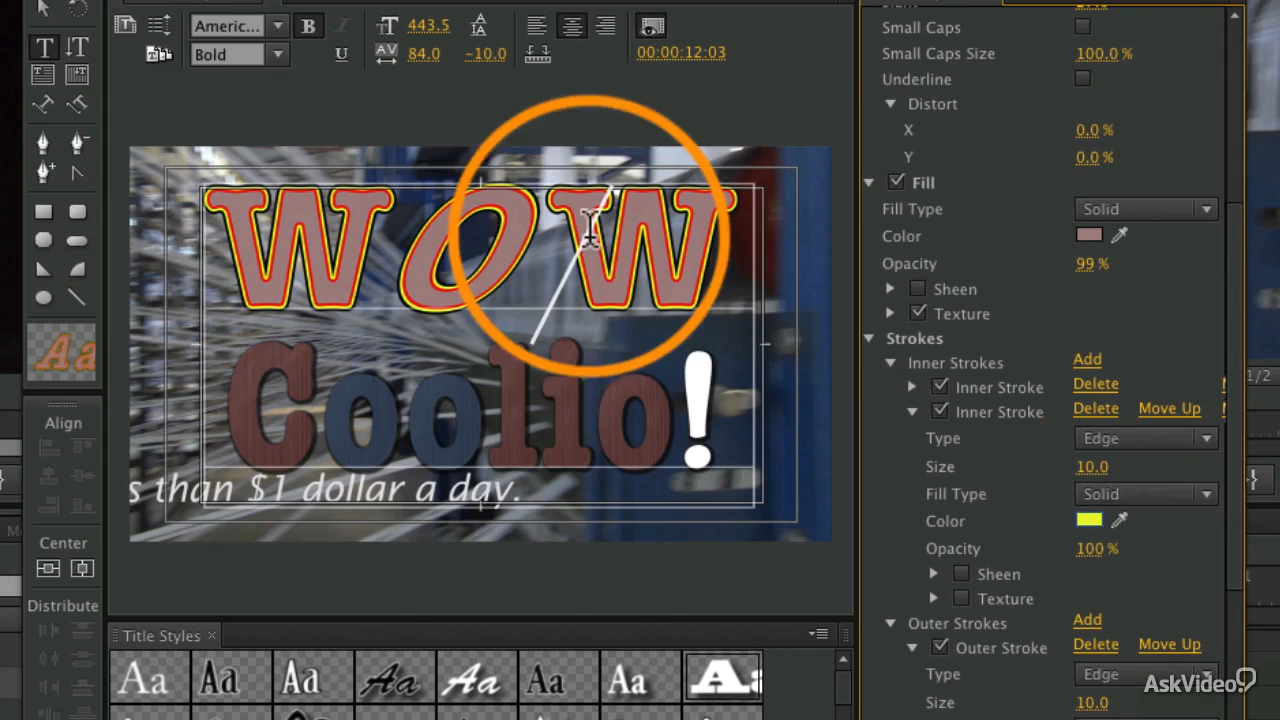 Americ...
B
I
443.5
Bold
U
84.0
-10.0
00:00:12:03
WOW
Coolio!
s than $1 dollar a day.
Aa
Align
Center
Distribute
Title Styles
Aa Aa Aa Aa Aa Aa Aa Aa
Small Caps
Small Caps Size 100.0 %
Underline
Distort
X 0.0 %
Y 0.0 %
Fill
Fill Type Solid
Color
Opacity 99 %
Sheen
Texture
Strokes
Inner Strokes Add
Inner Stroke Delete
Inner Stroke Delete Move Up
Type Edge
Size 10.0
Fill Type Solid
Color
Opacity 100 %
Sheen
Texture
Outer Strokes Add
Outer Stroke Delete Move Up
Type Edge
Size 10.0
1/2
AskVideo